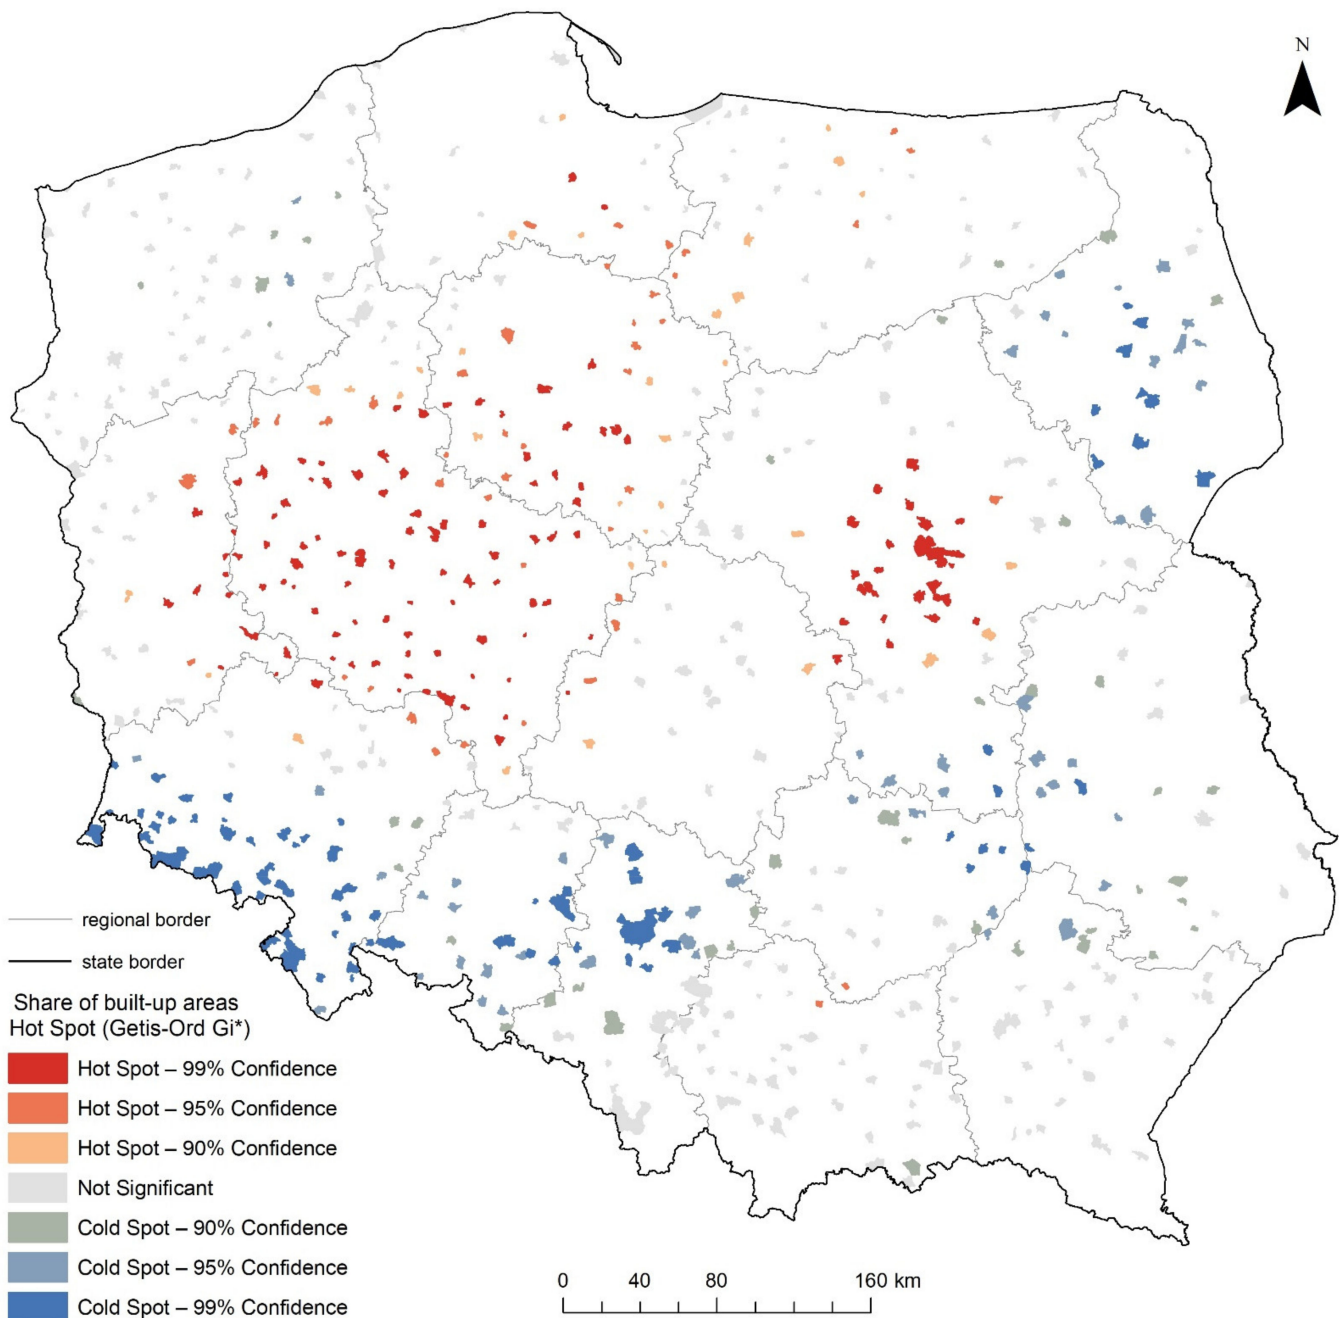 N
regional border
state border
Share of built-up areas
Hot Spot (Getis-Ord Gi*)
Hot Spot – 99% Confidence
Hot Spot – 95% Confidence
Hot Spot – 90% Confidence
Not Significant
Cold Spot – 90% Confidence
Cold Spot – 95% Confidence
Cold Spot – 99% Confidence
0 40 80 160 km